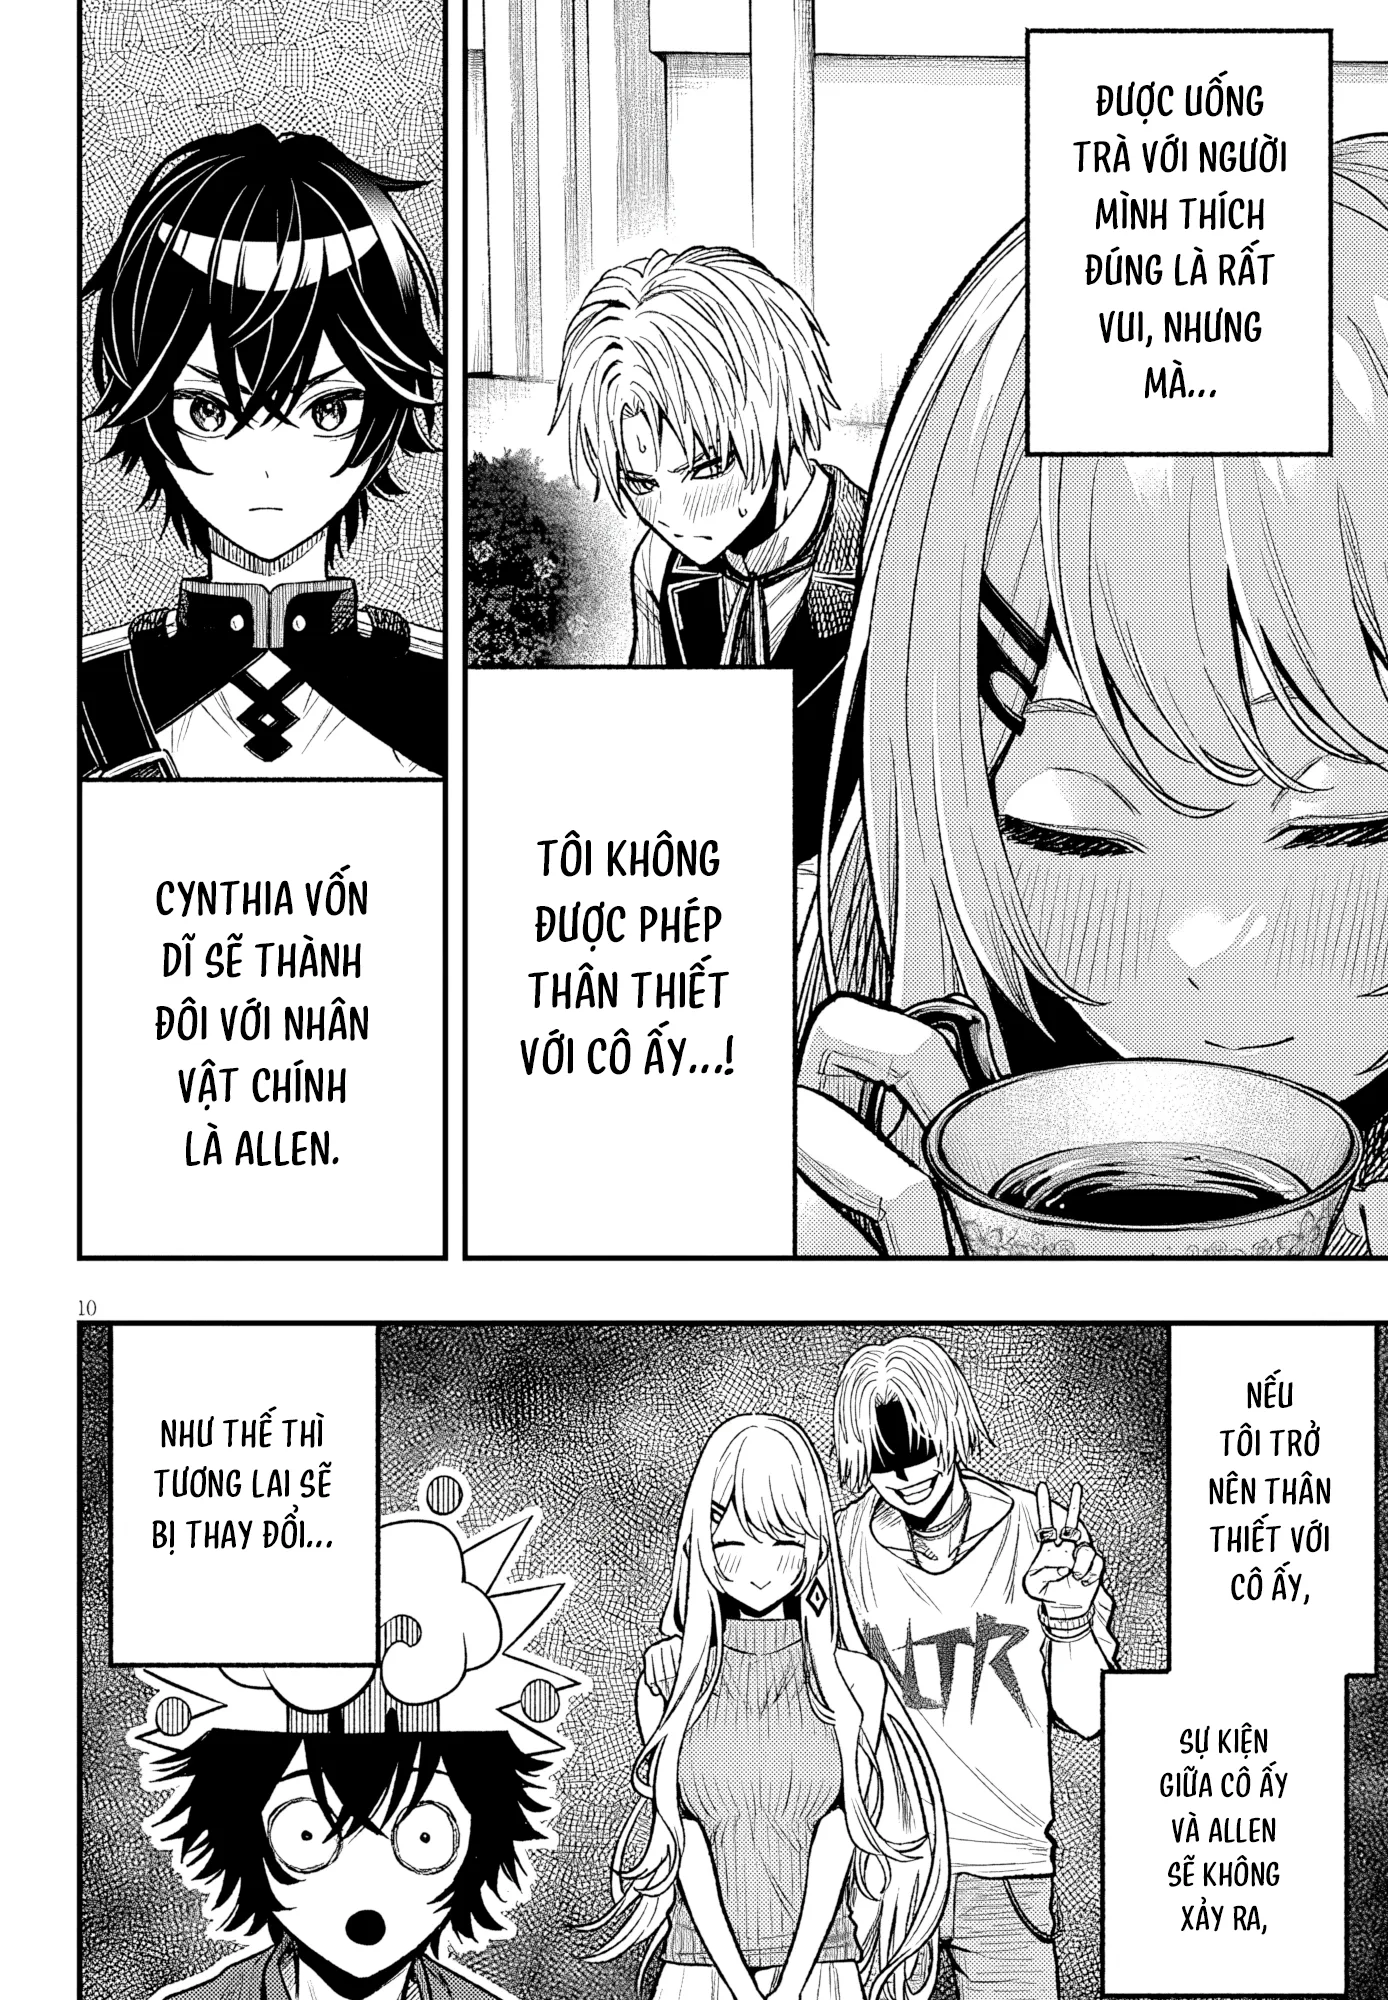 ĐƯỢC UỐNG
TRÀ VỚI NGƯỜI
MÌNH THÍCH
ĐÚNG LÀ RẤT
VUI, NHƯNG
MÀ...
TÔI KHÔNG
ĐƯỢC PHÉP
THÂN THIẾT
VỚI CÔ ẤY...!
CYNTHIA VỐN
DĨ SẼ THÀNH
ĐÔI VỚI NHÂN
VẬT CHÍNH
LÀ ALLEN.
10
NẾU
TÔI TRỞ
NÊN THÂN
THIẾT VỚI
CÔ ẤY,
NTR
SỰ KIỆN
GIỮA CÔ ẤY
VÀ ALLEN
SẼ KHÔNG
XẢY RA,
NHƯ THẾ THÌ
TƯƠNG LAI SẼ
BỊ THAY ĐỔI...